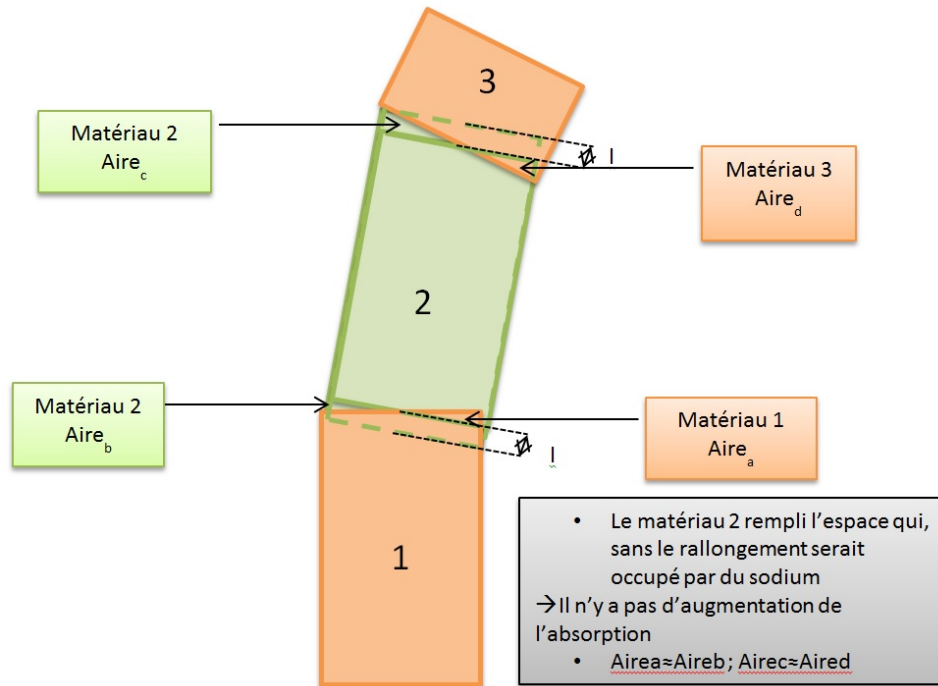 3
Matériau 2
Aire_c
l
Matériau 3
Aire_d
2
Matériau 2
Aire_b
Matériau 1
Aire_a
l
1
• Le matériau 2 rempli l’espace qui,
sans le rallongement serait
occupé par du sodium
→Il n’y a pas d’augmentation de
l’absorption
• Airea≈Aireb; Airec≈Aired